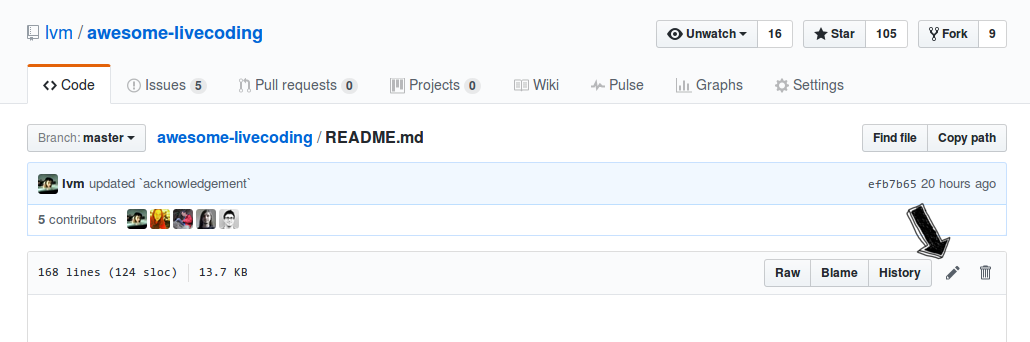 lvm / awesome-livecoding
Unwatch 16 Star 105 Fork 9
Code Issues 5 Pull requests 0 Projects 0 Wiki Pulse Graphs Settings
Branch: master awesome-livecoding / README.md Find file Copy path
lvm updated `acknowledgement` efb7b65 20 hours ago
5 contributors
168 lines (124 sloc) 13.7 KB Raw Blame History